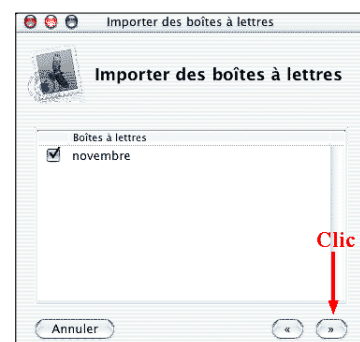 Importer des boîtes à lettres
Importer des boîtes à lettres
Boîtes à lettres
novembre
Clic
Annuler « »